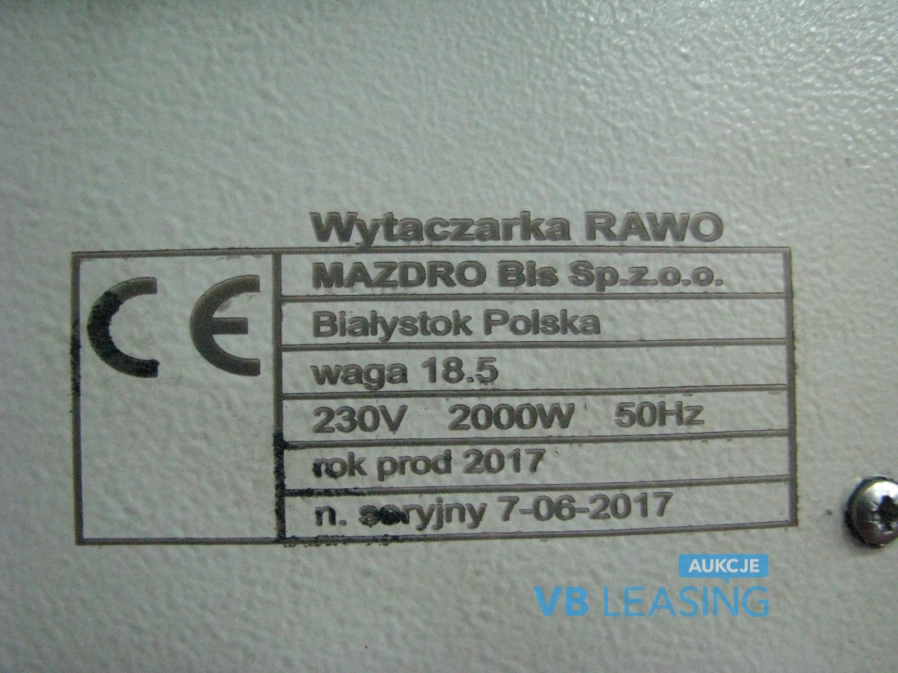 Wytaczarka RAWO
MAZDRO Bis Sp.z.o.o.
Białystok Polska
waga 18.5
230V 2000W 50Hz
rok prod 2017
n. seryjny 7-06-2017
CE
AUKCJE
VB LEASING